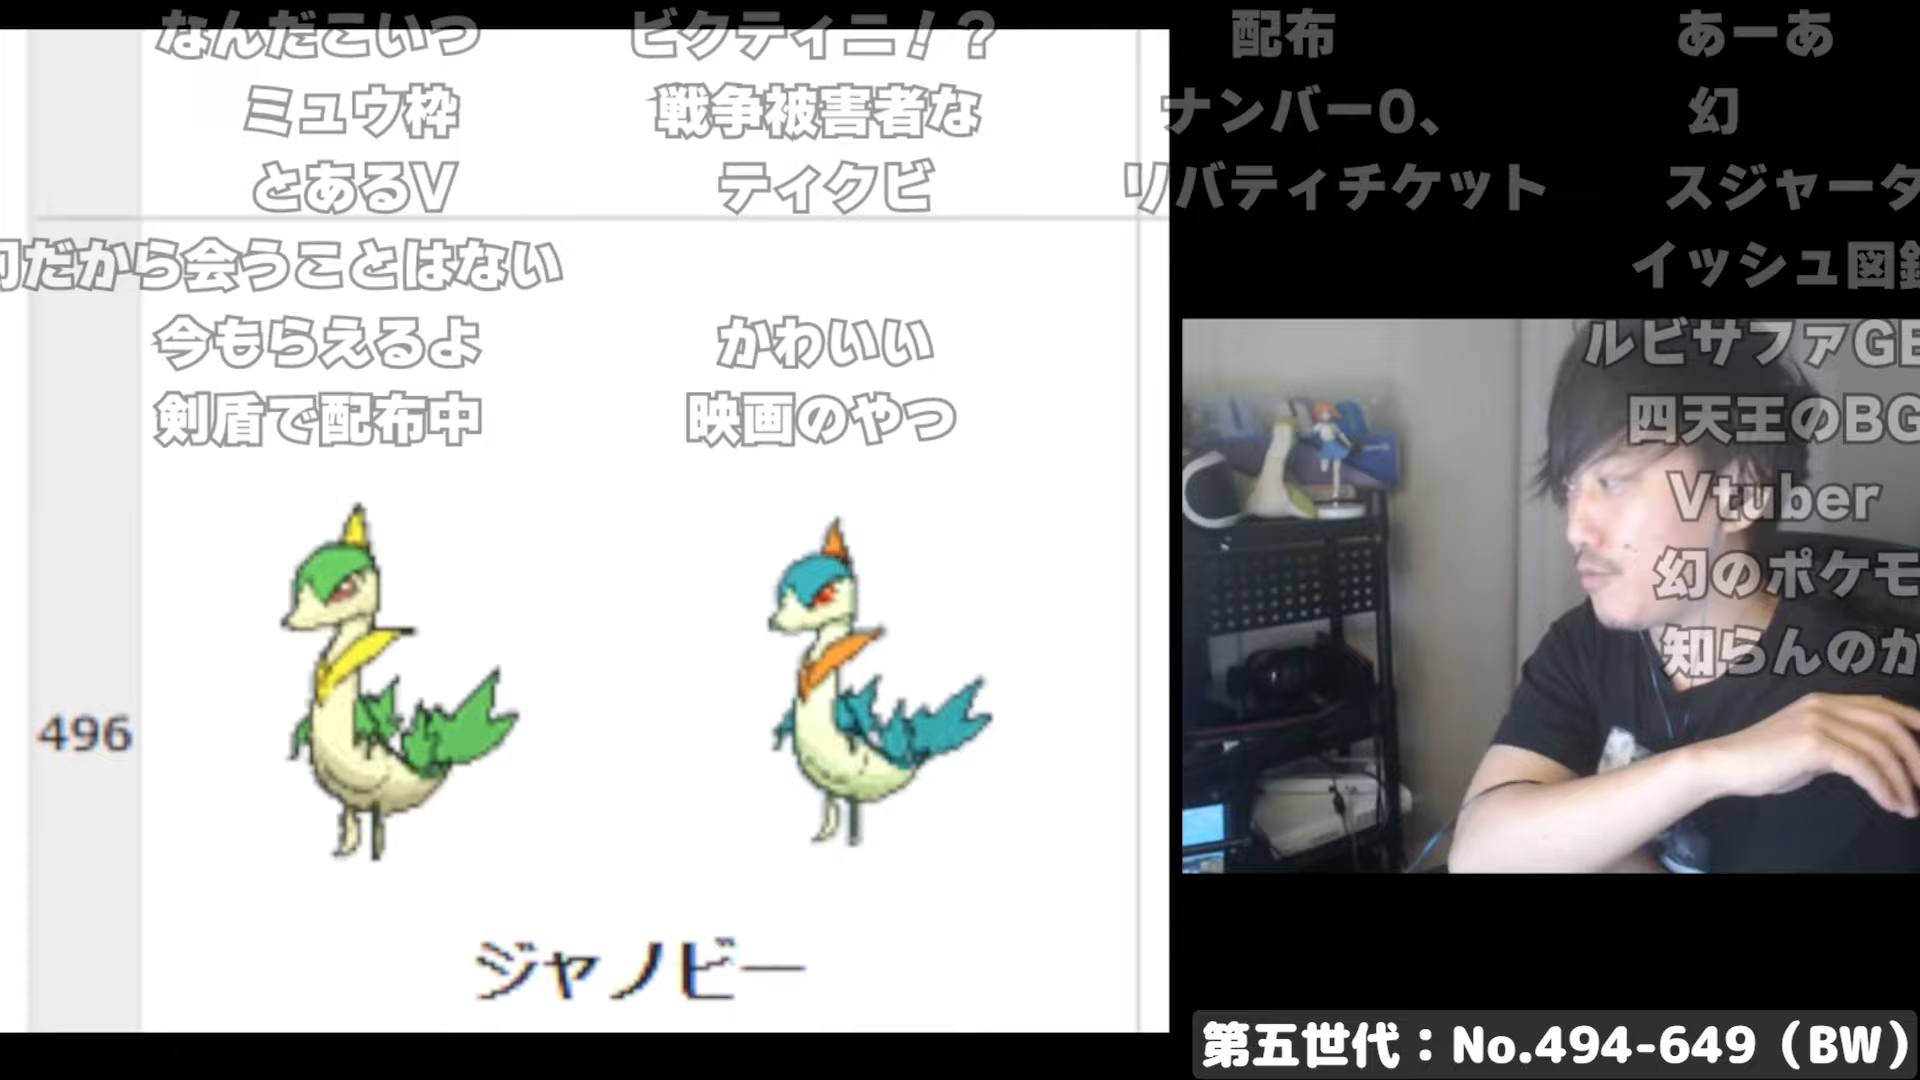 なんだこいつ
ビクティニ！？
配布
あーあ
ミュウ枠
戦争被害者な
ナンバー0、
幻
とあるV
ティクビ
リバティチケット
スジャータ
幻だから会うことはない
イッシュ図鑑
今もらえるよ
かわいい
ルビサファGB
剣盾で配布中
映画のやつ
四天王のBG
Vtuber
幻のポケモ
知らんのか
496
ジャノビー
第五世代：No.494-649（BW）